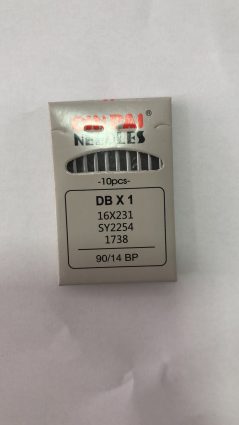 NEEDLES
-10pcs-
DB X 1
16X231
SY2254
1738
90/14 BP